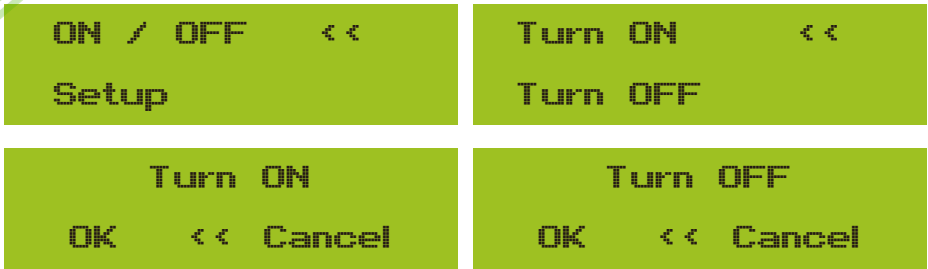 ON / OFF <<
Setup
Turn ON <<
Turn OFF
Turn ON
OK << Cancel
Turn OFF
OK << Cancel